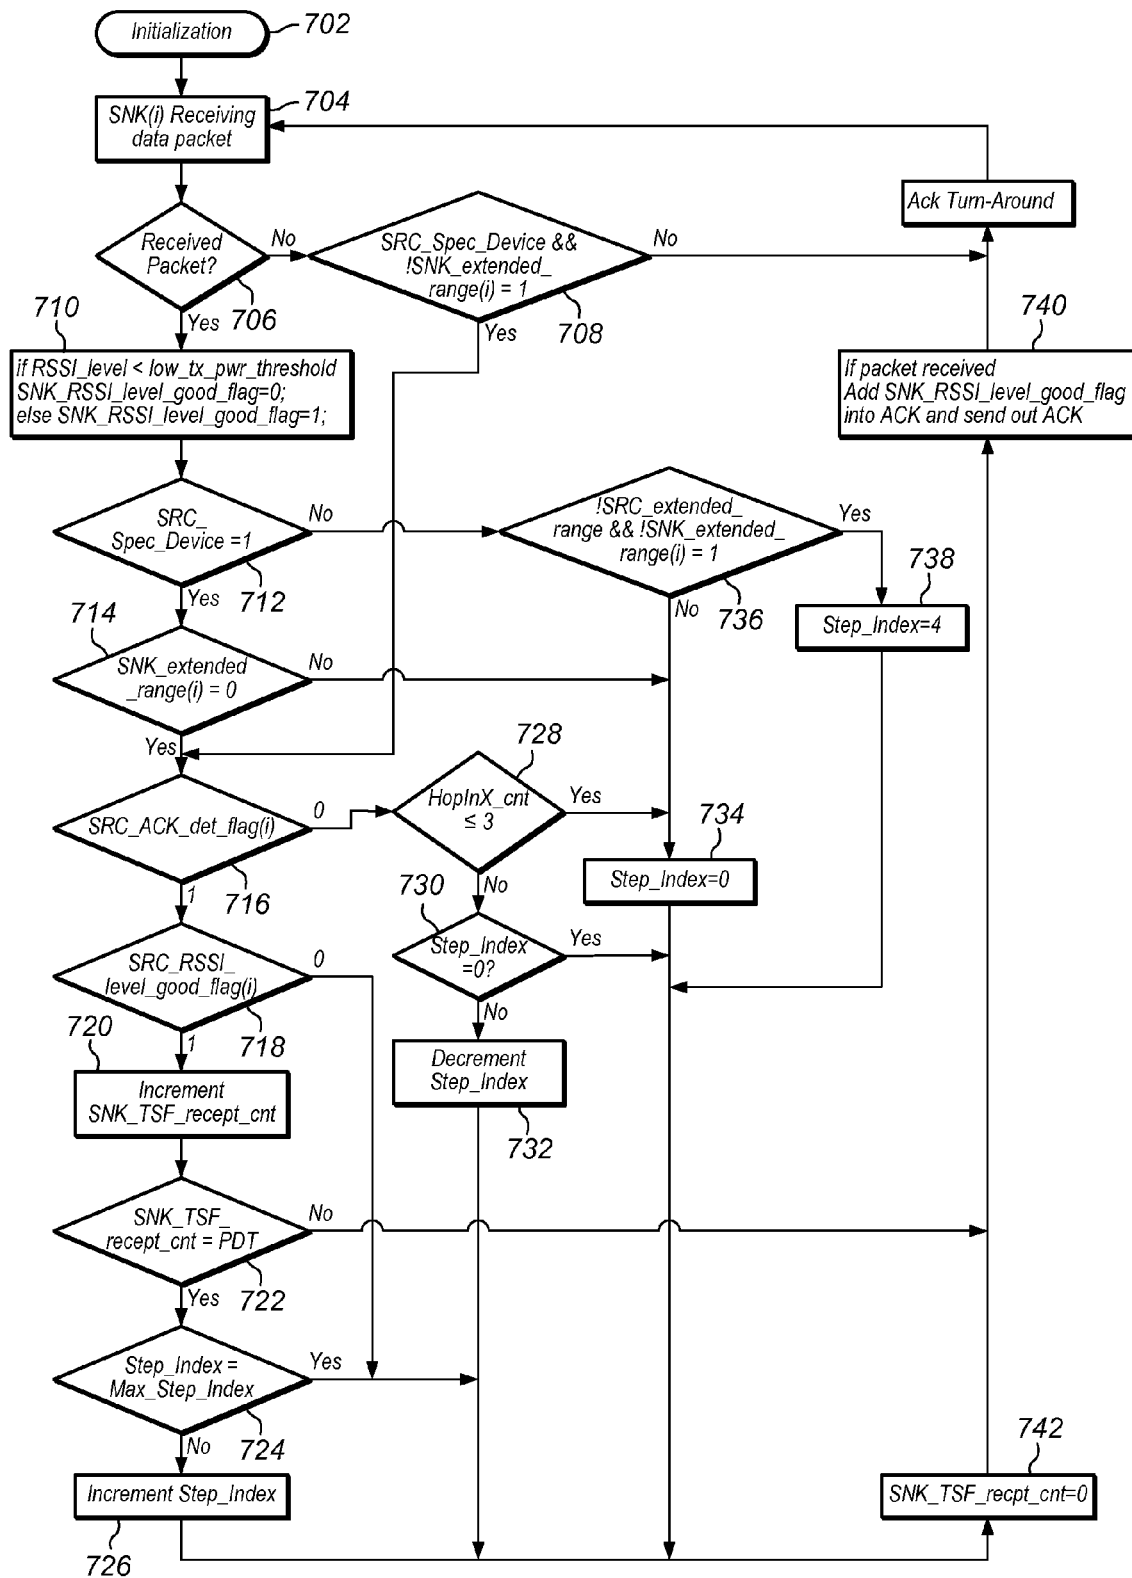 Initialization
702
SNK(i) Receiving
data packet
704
Ack Turn-Around
Received
Packet?
706
No
SRC_Spec_Device &&
!SNK_extended_
range(i) = 1
708
No
Yes
Yes
710
if RSSI_level < low_tx_pwr_threshold
SNK_RSSI_level_good_flag=0;
else SNK_RSSI_level_good_flag=1;
740
If packet received
Add SNK_RSSI_level_good_flag
into ACK and send out ACK
SRC_
Spec_Device =1
712
No
Yes
!SRC_extended_
range && !SNK_extended_
range(i) = 1
736
Yes
No
738
Step_Index=4
714
SNK_extended
_range(i) = 0
No
Yes
728
HopInX_cnt
≤ 3
Yes
No
SRC_ACK_det_flag(i)
716
0
1
734
Step_Index=0
730
Step_Index
=0?
Yes
No
SRC_RSSI_
level_good_flag(i)
718
0
1
720
Increment
SNK_TSF_recept_cnt
Decrement
Step_Index
732
SNK_TSF_
recept_cnt = PDT
722
No
Yes
Step_Index =
Max_Step_Index
724
Yes
No
Increment Step_Index
726
742
SNK_TSF_recpt_cnt=0